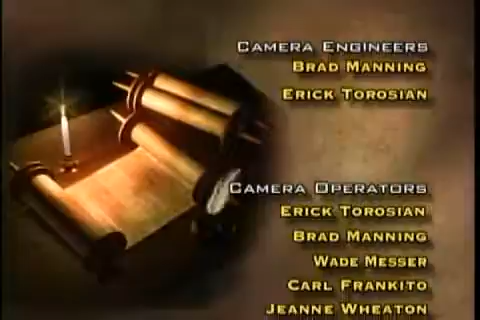 CAMERA ENGINEERS
BRAD MANNING
ERICK TOROSIAN
CAMERA OPERATORS
ERICK TOROSIAN
BRAD MANNING
WADE MESSER
CARL FRANKITO
JEANNE WHEATON